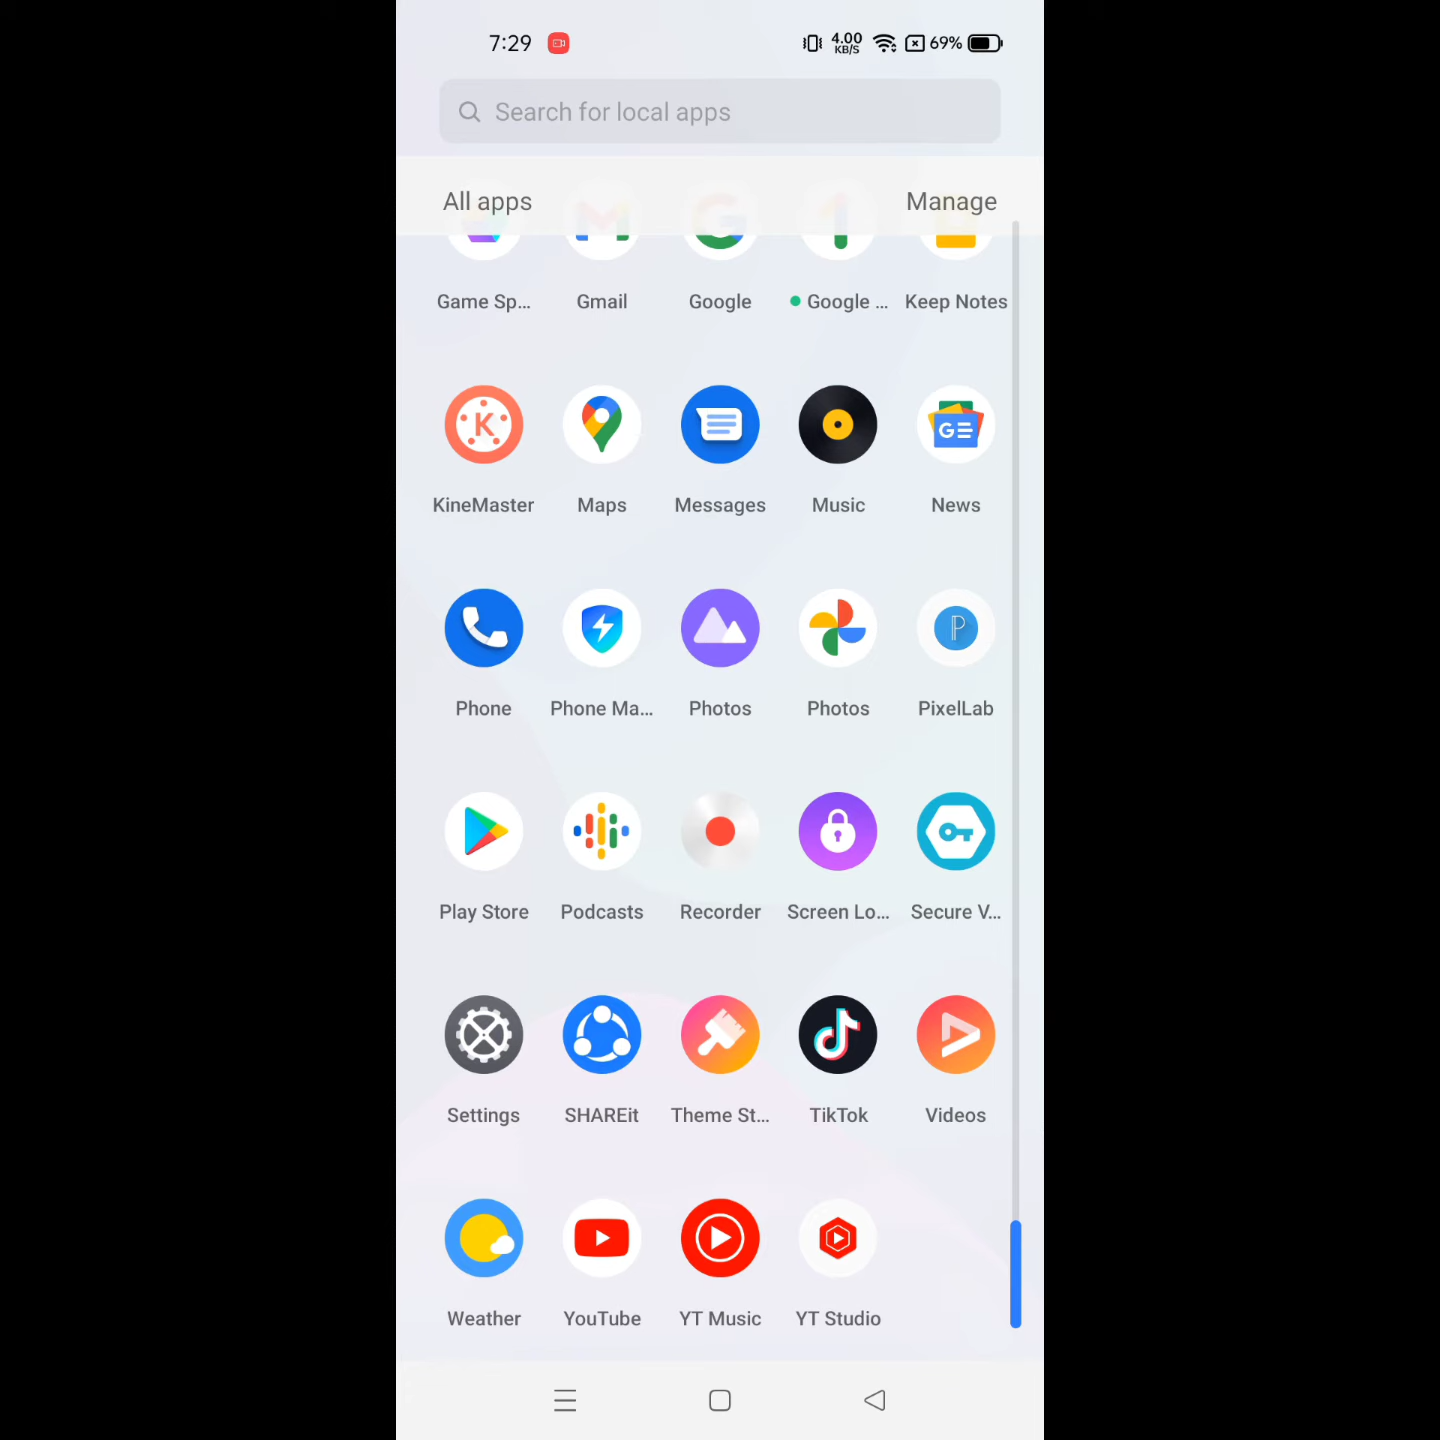 7:29 4.00 KB/S 69%
Search for local apps
All apps Manage
Game Sp... Gmail Google Google ... Keep Notes
KineMaster Maps Messages Music News
Phone Phone Ma... Photos Photos PixelLab
Play Store Podcasts Recorder Screen Lo... Secure V...
Settings SHAREit Theme St... TikTok Videos
Weather YouTube YT Music YT Studio